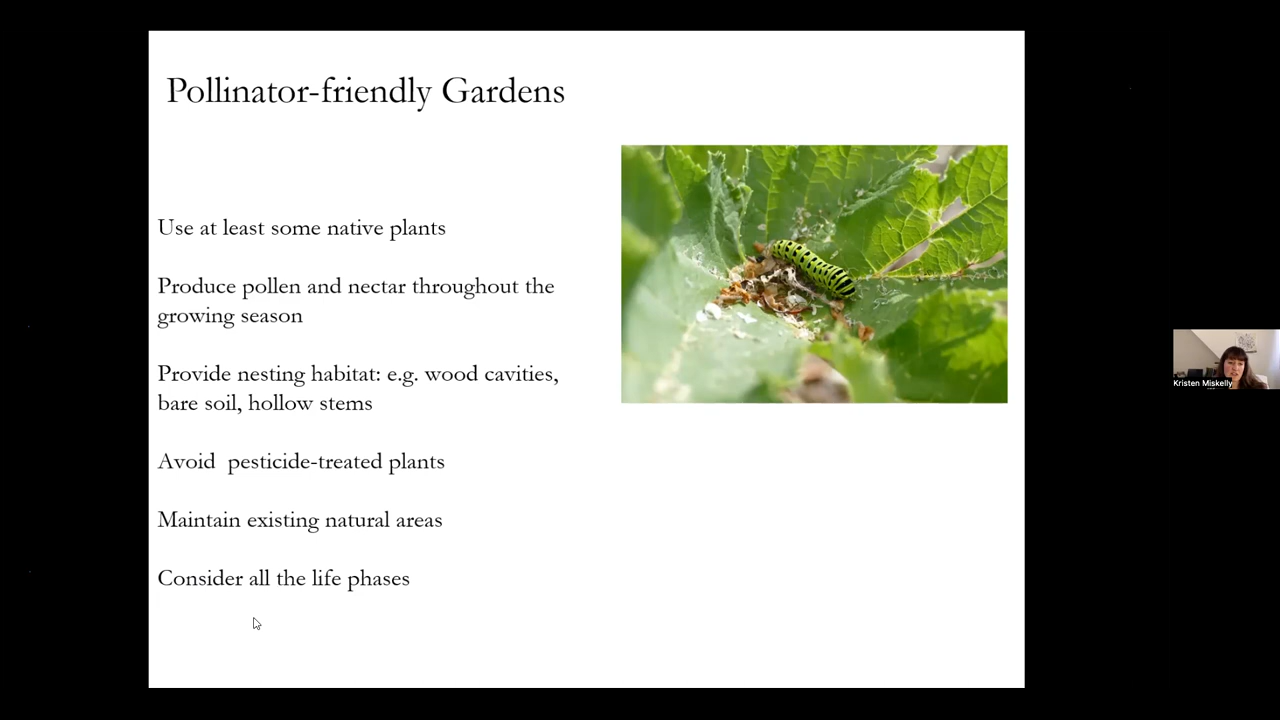 Pollinator-friendly Gardens
Use at least some native plants
Produce pollen and nectar throughout the
growing season
Provide nesting habitat: e.g. wood cavities,
bare soil, hollow stems
Avoid  pesticide-treated plants
Maintain existing natural areas
Consider all the life phases
Kristen Miskelly